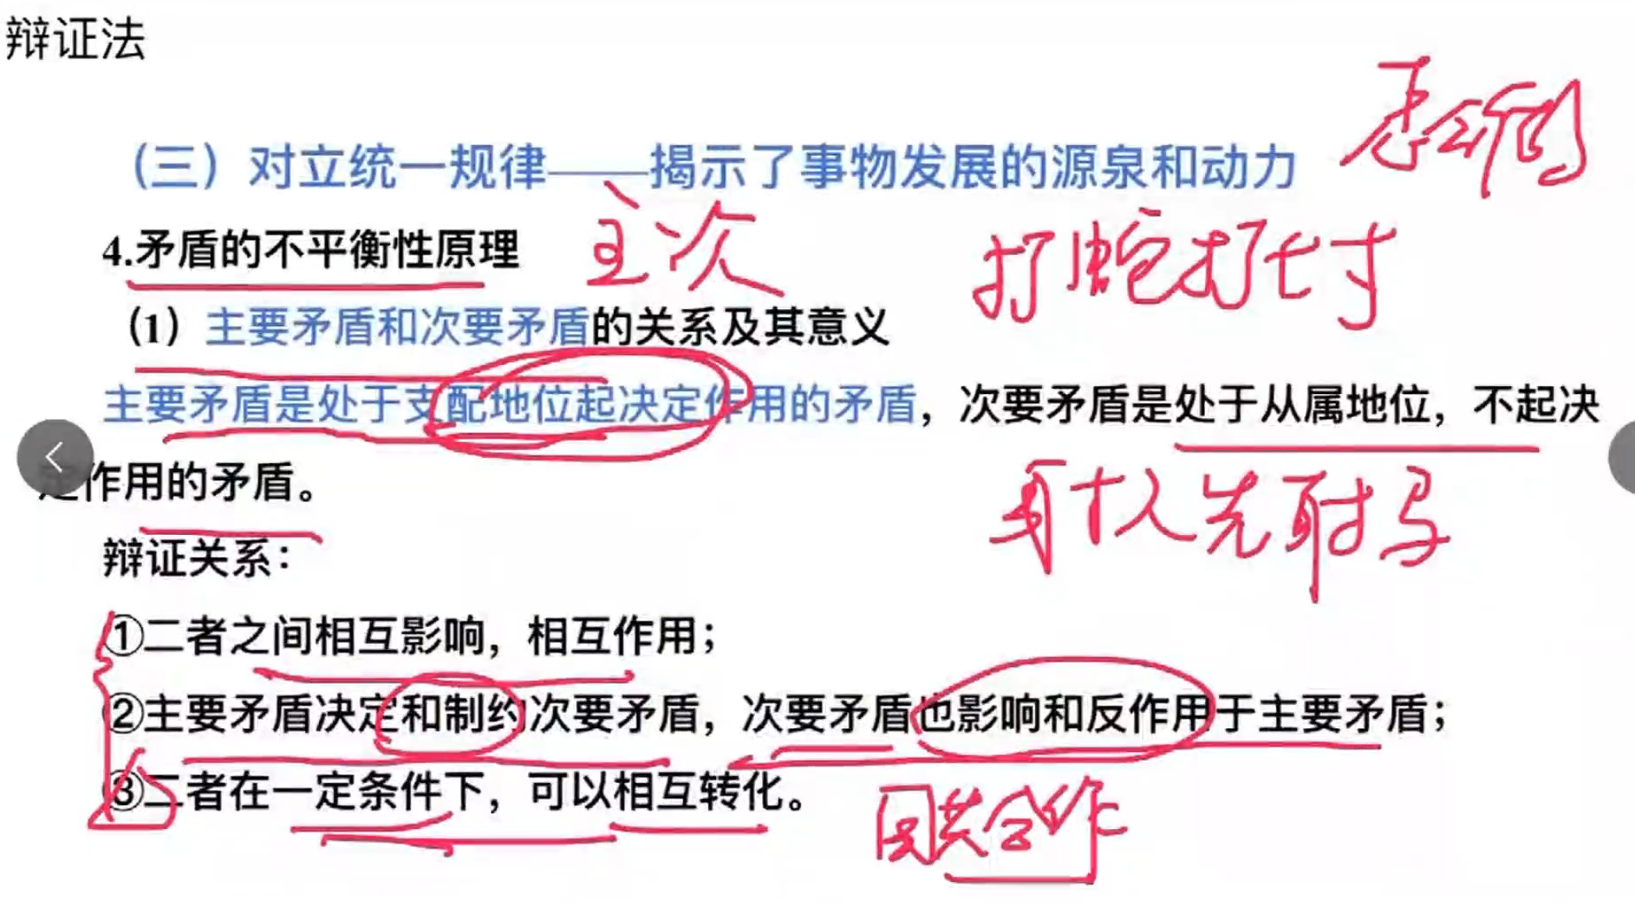 辩证法
（三）对立统一规律——揭示了事物发展的源泉和动力
4.矛盾的不平衡性原理 主次
打蛇打七寸
（1）主要矛盾和次要矛盾的关系及其意义
主要矛盾是处于支配地位起决定作用的矛盾，次要矛盾是处于从属地位，不起决
定作用的矛盾。
射人先射马
辩证关系：
①二者之间相互影响，相互作用；
②主要矛盾决定和制约次要矛盾，次要矛盾也影响和反作用于主要矛盾；
③二者在一定条件下，可以相互转化。
国共合作